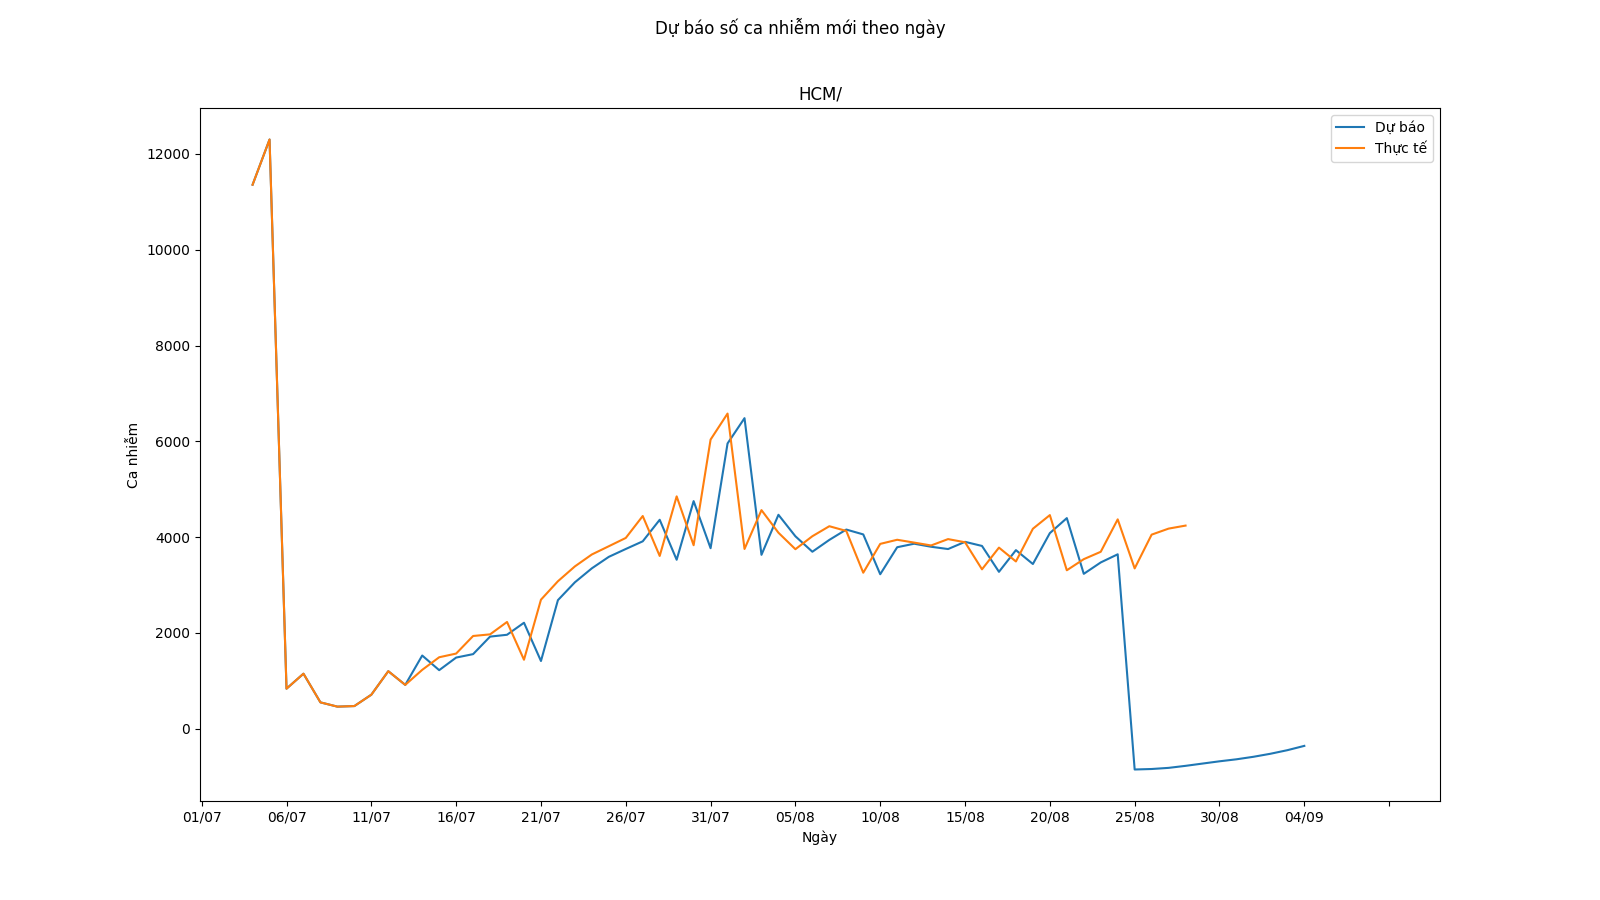 Dự báo số ca nhiễm mới theo ngày
HCM/
Dự báo
Thực tế
12000
10000
8000
6000
4000
2000
0
Ca nhiễm
01/07 06/07 11/07 16/07 21/07 26/07 31/07 05/08 10/08 15/08 20/08 25/08 30/08 04/09
Ngày